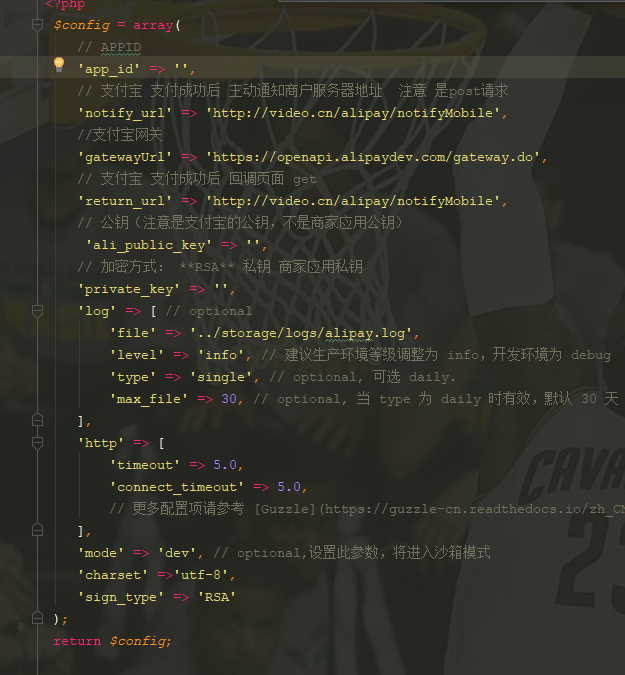 <?php
$config = array(
// APPID
'app_id' => '',
// 支付宝 支付成功后 主动通知商户服务器地址  注意 是post请求
'notify_url' => 'http://video.cn/alipay/notifyMobile',
//支付宝网关
'gatewayUrl' => 'https://openapi.alipaydev.com/gateway.do',
// 支付宝 支付成功后 回调页面 get
'return_url' => 'http://video.cn/alipay/notifyMobile',
// 公钥（注意是支付宝的公钥，不是商家应用公钥）
'ali_public_key' => '',
// 加密方式： **RSA** 私钥 商家应用私钥
'private_key' => '',
'log' => [ // optional
'file' => '../storage/logs/alipay.log',
'level' => 'info', // 建议生产环境等级调整为 info，开发环境为 debug
'type' => 'single', // optional, 可选 daily.
'max_file' => 30, // optional, 当 type 为 daily 时有效，默认 30 天
],
'http' => [
'timeout' => 5.0,
'connect_timeout' => 5.0,
// 更多配置项请参考 [Guzzle](https://guzzle-cn.readthedocs.io/zh_CN
],
'mode' => 'dev', // optional,设置此参数，将进入沙箱模式
'charset' =>'utf-8',
'sign_type' => 'RSA'
);
return $config;
CAVA
23